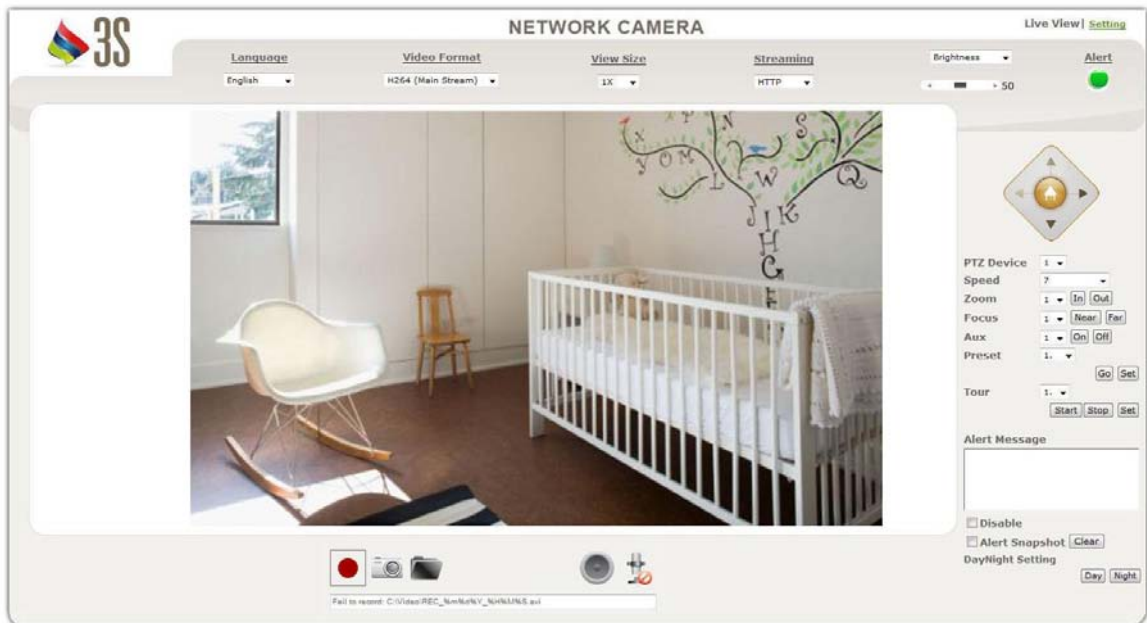 3S
NETWORK CAMERA
Live View| Setting
Language
Video Format
View Size
Streaming
Brightness
Alert
English
H264 (Main Stream)
1X
HTTP
50
X P N S
Y O M L W Q
J I K
H
G
F
PTZ Device 1
Speed 7
Zoom 1 In Out
Focus 1 Near Far
Aux 1 On Off
Preset 1.
Go Set
Tour 1.
Start Stop Set
Alert Message
Disable
Alert Snapshot Clear
DayNight Setting
Day Night
Fail to record: C:\Video\REC_%m%d%Y_%H%M%S.avi